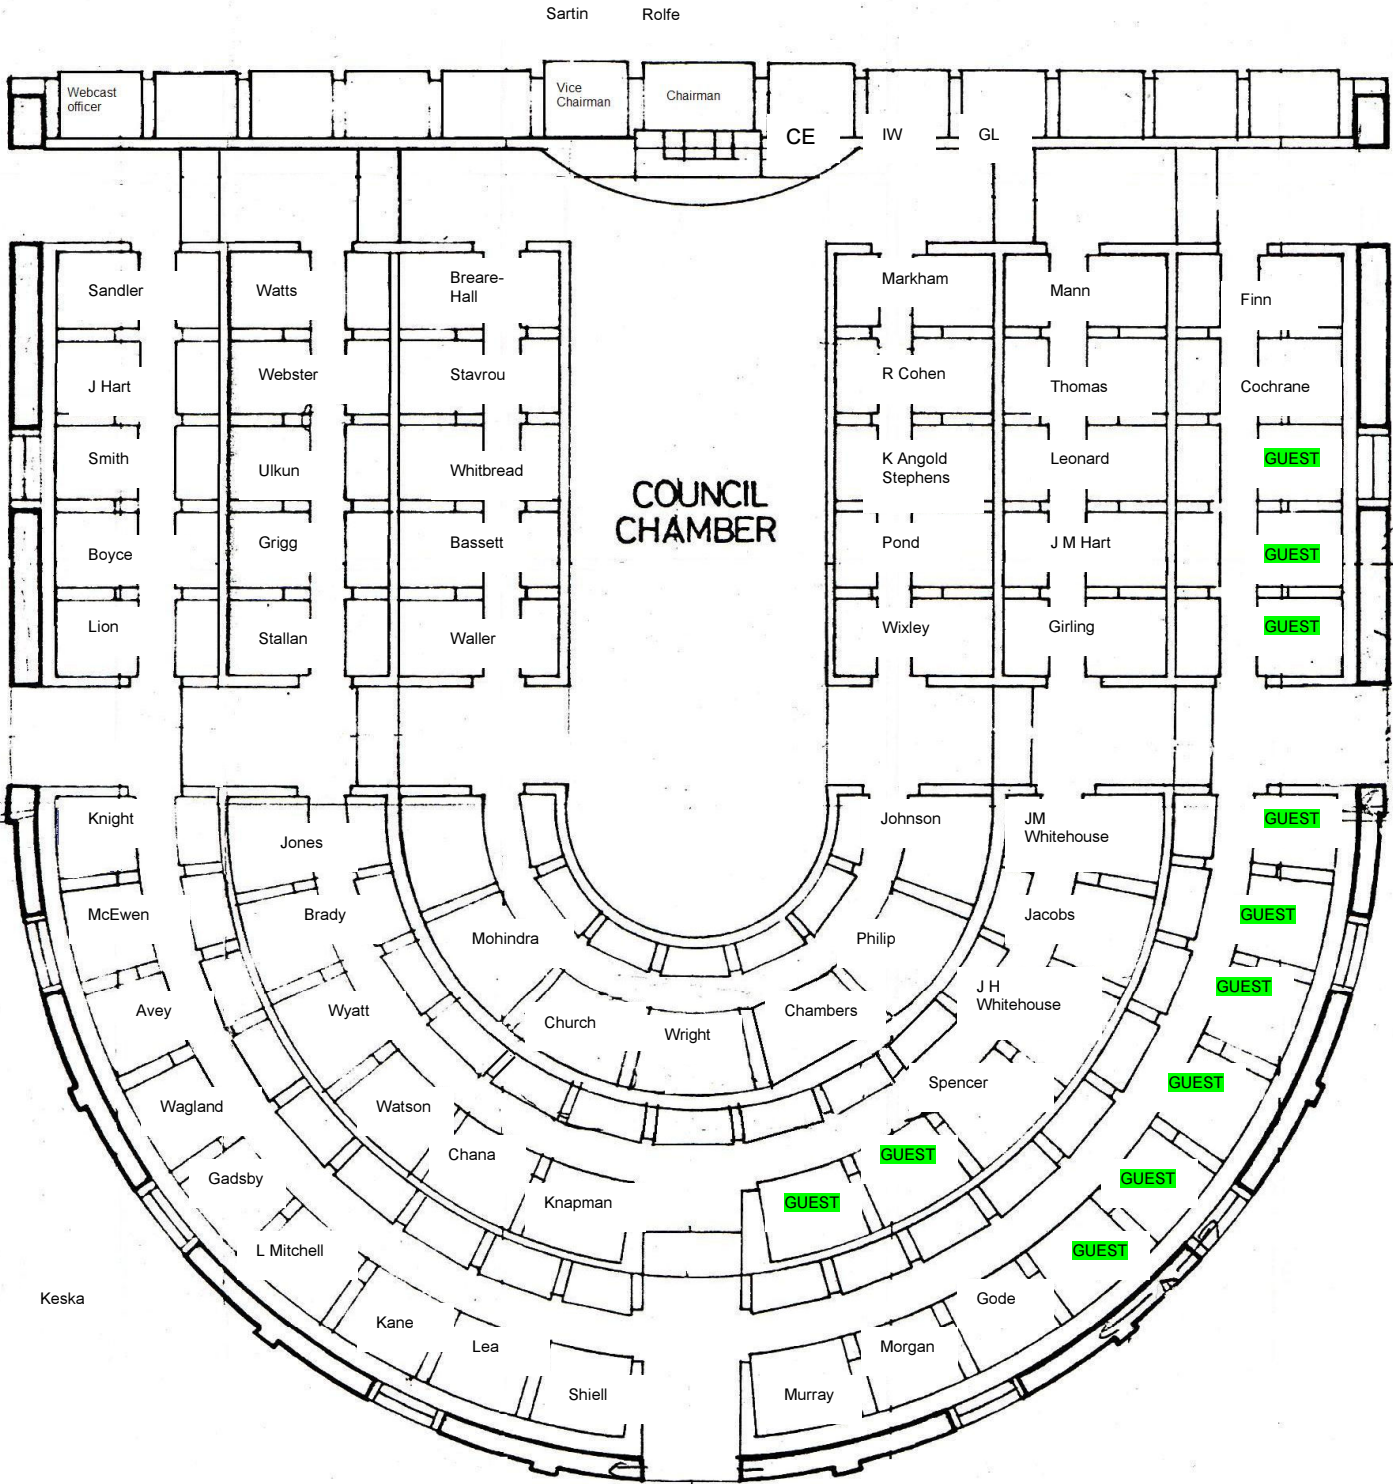 Sartin Rolfe
Webcast
officer
Vice
Chairman
Chairman
CE IW GL
Sandler Watts Breare-
Hall
Markham Mann Finn
J Hart Webster Stavrou R Cohen Thomas Cochrane
Smith Ulkun Whitbread K Angold
Stephens
Leonard GUEST
COUNCIL
CHAMBER
Boyce Grigg Bassett Pond J M Hart GUEST
Lion Stallan Waller Wixley Girling GUEST
Knight Jones Johnson JM
Whitehouse
GUEST
McEwen Brady Mohindra Philip Jacobs GUEST
Avey Wyatt Church Wright Chambers J H
Whitehouse
GUEST
Wagland Watson Spencer GUEST
Gadsby Chana GUEST GUEST
Knapman GUEST
L Mitchell GUEST
Keska
Kane Gode
Lea Morgan
Shiell Murray